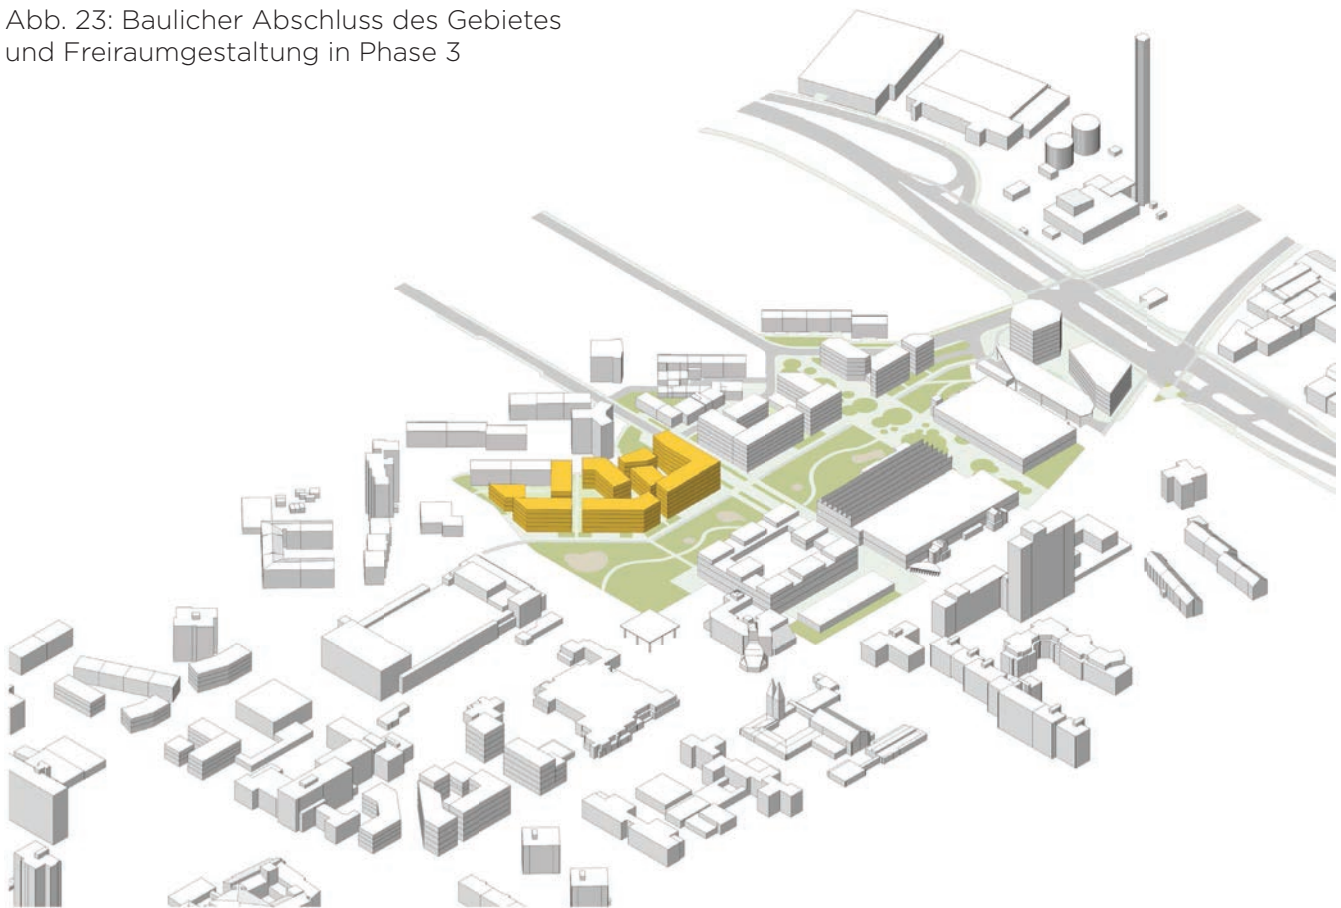 Abb. 23: Baulicher Abschluss des Gebietes
und Freiraumgestaltung in Phase 3